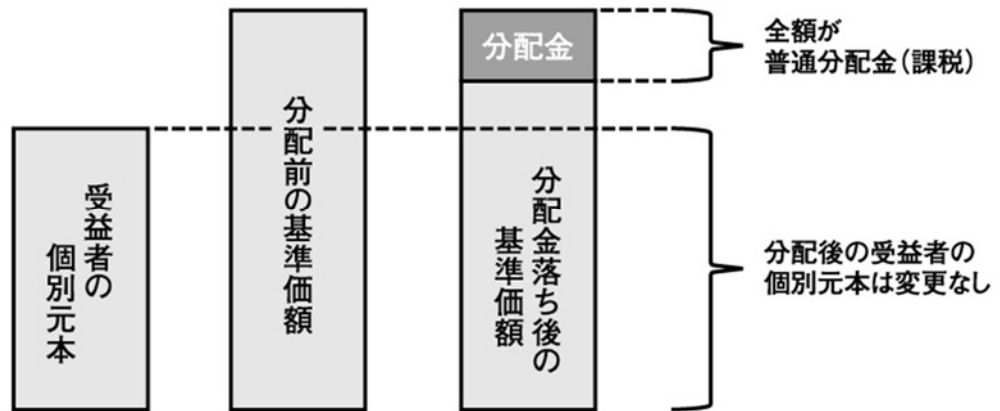 受益者の
個別元本
分配前の基準価額
分配金
分配金落ち後の
基準価額
全額が
普通分配金（課税）
分配後の受益者の
個別元本は変更なし